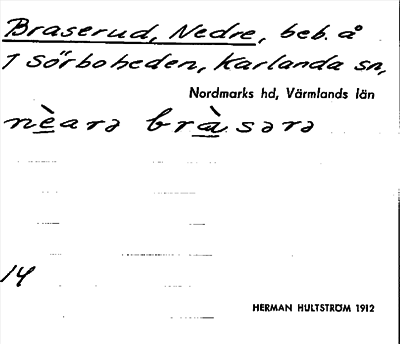 Braserud, Nedre, beb. å
1 Sörboheden, Karlanda sn,
Nordmarks hd, Värmlands län
nèarə bràsərə
14
HERMAN HULTSTRÖM 1912